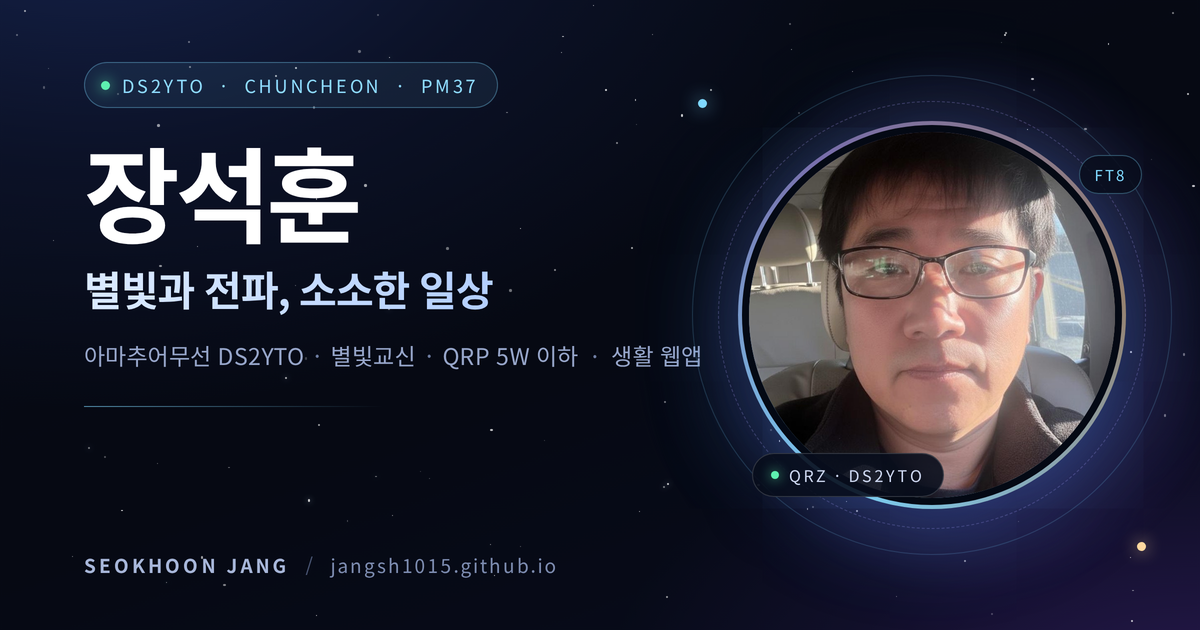 DS2YTO · CHUNCHEON · PM37
장석훈
별빛과 전파, 소소한 일상
아마추어무선 DS2YTO · 별빛교신 · QRP 5W 이하 · 생활 웹앱
FT8
QRZ · DS2YTO
SEOKHOON JANG / jangsh1015.github.io